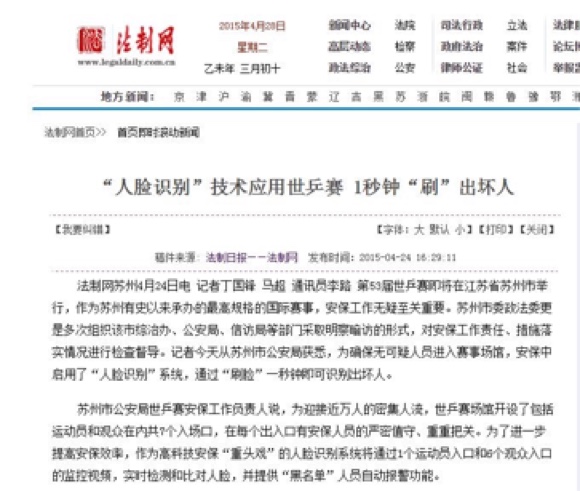 法制网
www.legaldaily.com.cn
2015年4月28日
星期二
乙未年 三月初十
新闻中心 法院 司法行政 立法
高层动态 检察 政府法治 案件
政法综治 公安 律师公证 社会
地方新闻： 京 津 沪 渝 冀 晋 蒙 辽 吉 黑 苏 浙 皖 闽 赣 鲁 豫 鄂
法制网首页>> 首页即时滚动新闻
“人脸识别”技术应用世乒赛 1秒钟“刷”出坏人
【我要纠错】 【字体：大 默认 小】【打印】【关闭】
稿件来源：法制日报——法制网 发布时间：2015-04-24 16:29:11
法制网苏州4月24日电 记者丁国锋 马超 通讯员李路 第53届世乒赛即将在江苏省苏州市举
行，作为苏州有史以来承办的最高规格的国际赛事，安保工作无疑至关重要。苏州市委政法委更
是多次组织该市综治办、公安局、信访局等部门采取明察暗访的形式，对安保工作责任、措施落
实情况进行检查督导。记者今天从苏州市公安局获悉，为确保无可疑人员进入赛事场馆，安保中
启用了“人脸识别”系统，通过“刷脸”一秒钟即可识别出坏人。
苏州市公安局世乒赛安保工作负责人说，为迎接近万人的密集人流，世乒赛场馆开设了包括
运动员和观众在内共7个入场口，在每个出入口有安保人员的严密值守、重重把关。为了进一步
提高安保效率，作为高科技安保“重头戏”的人脸识别系统将通过1个运动员入口和6个观众入口
的监控视频，实时检测和比对人脸，并提供“黑名单”人员自动报警功能。